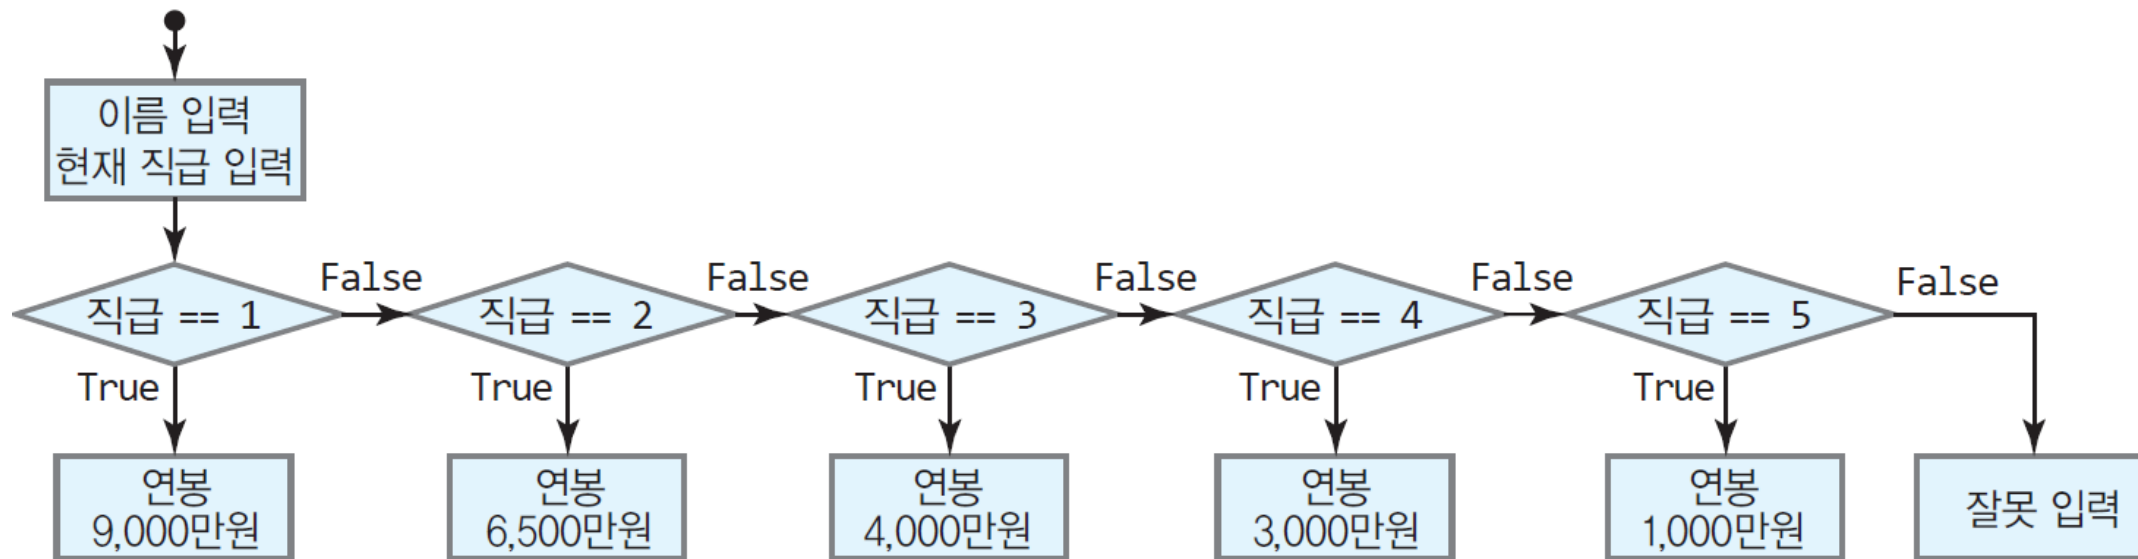 이름 입력
현재 직급 입력
직급 == 1
False
직급 == 2
False
직급 == 3
False
직급 == 4
False
직급 == 5
False
True
True
True
True
True
연봉
9,000만원
연봉
6,500만원
연봉
4,000만원
연봉
3,000만원
연봉
1,000만원
잘못 입력